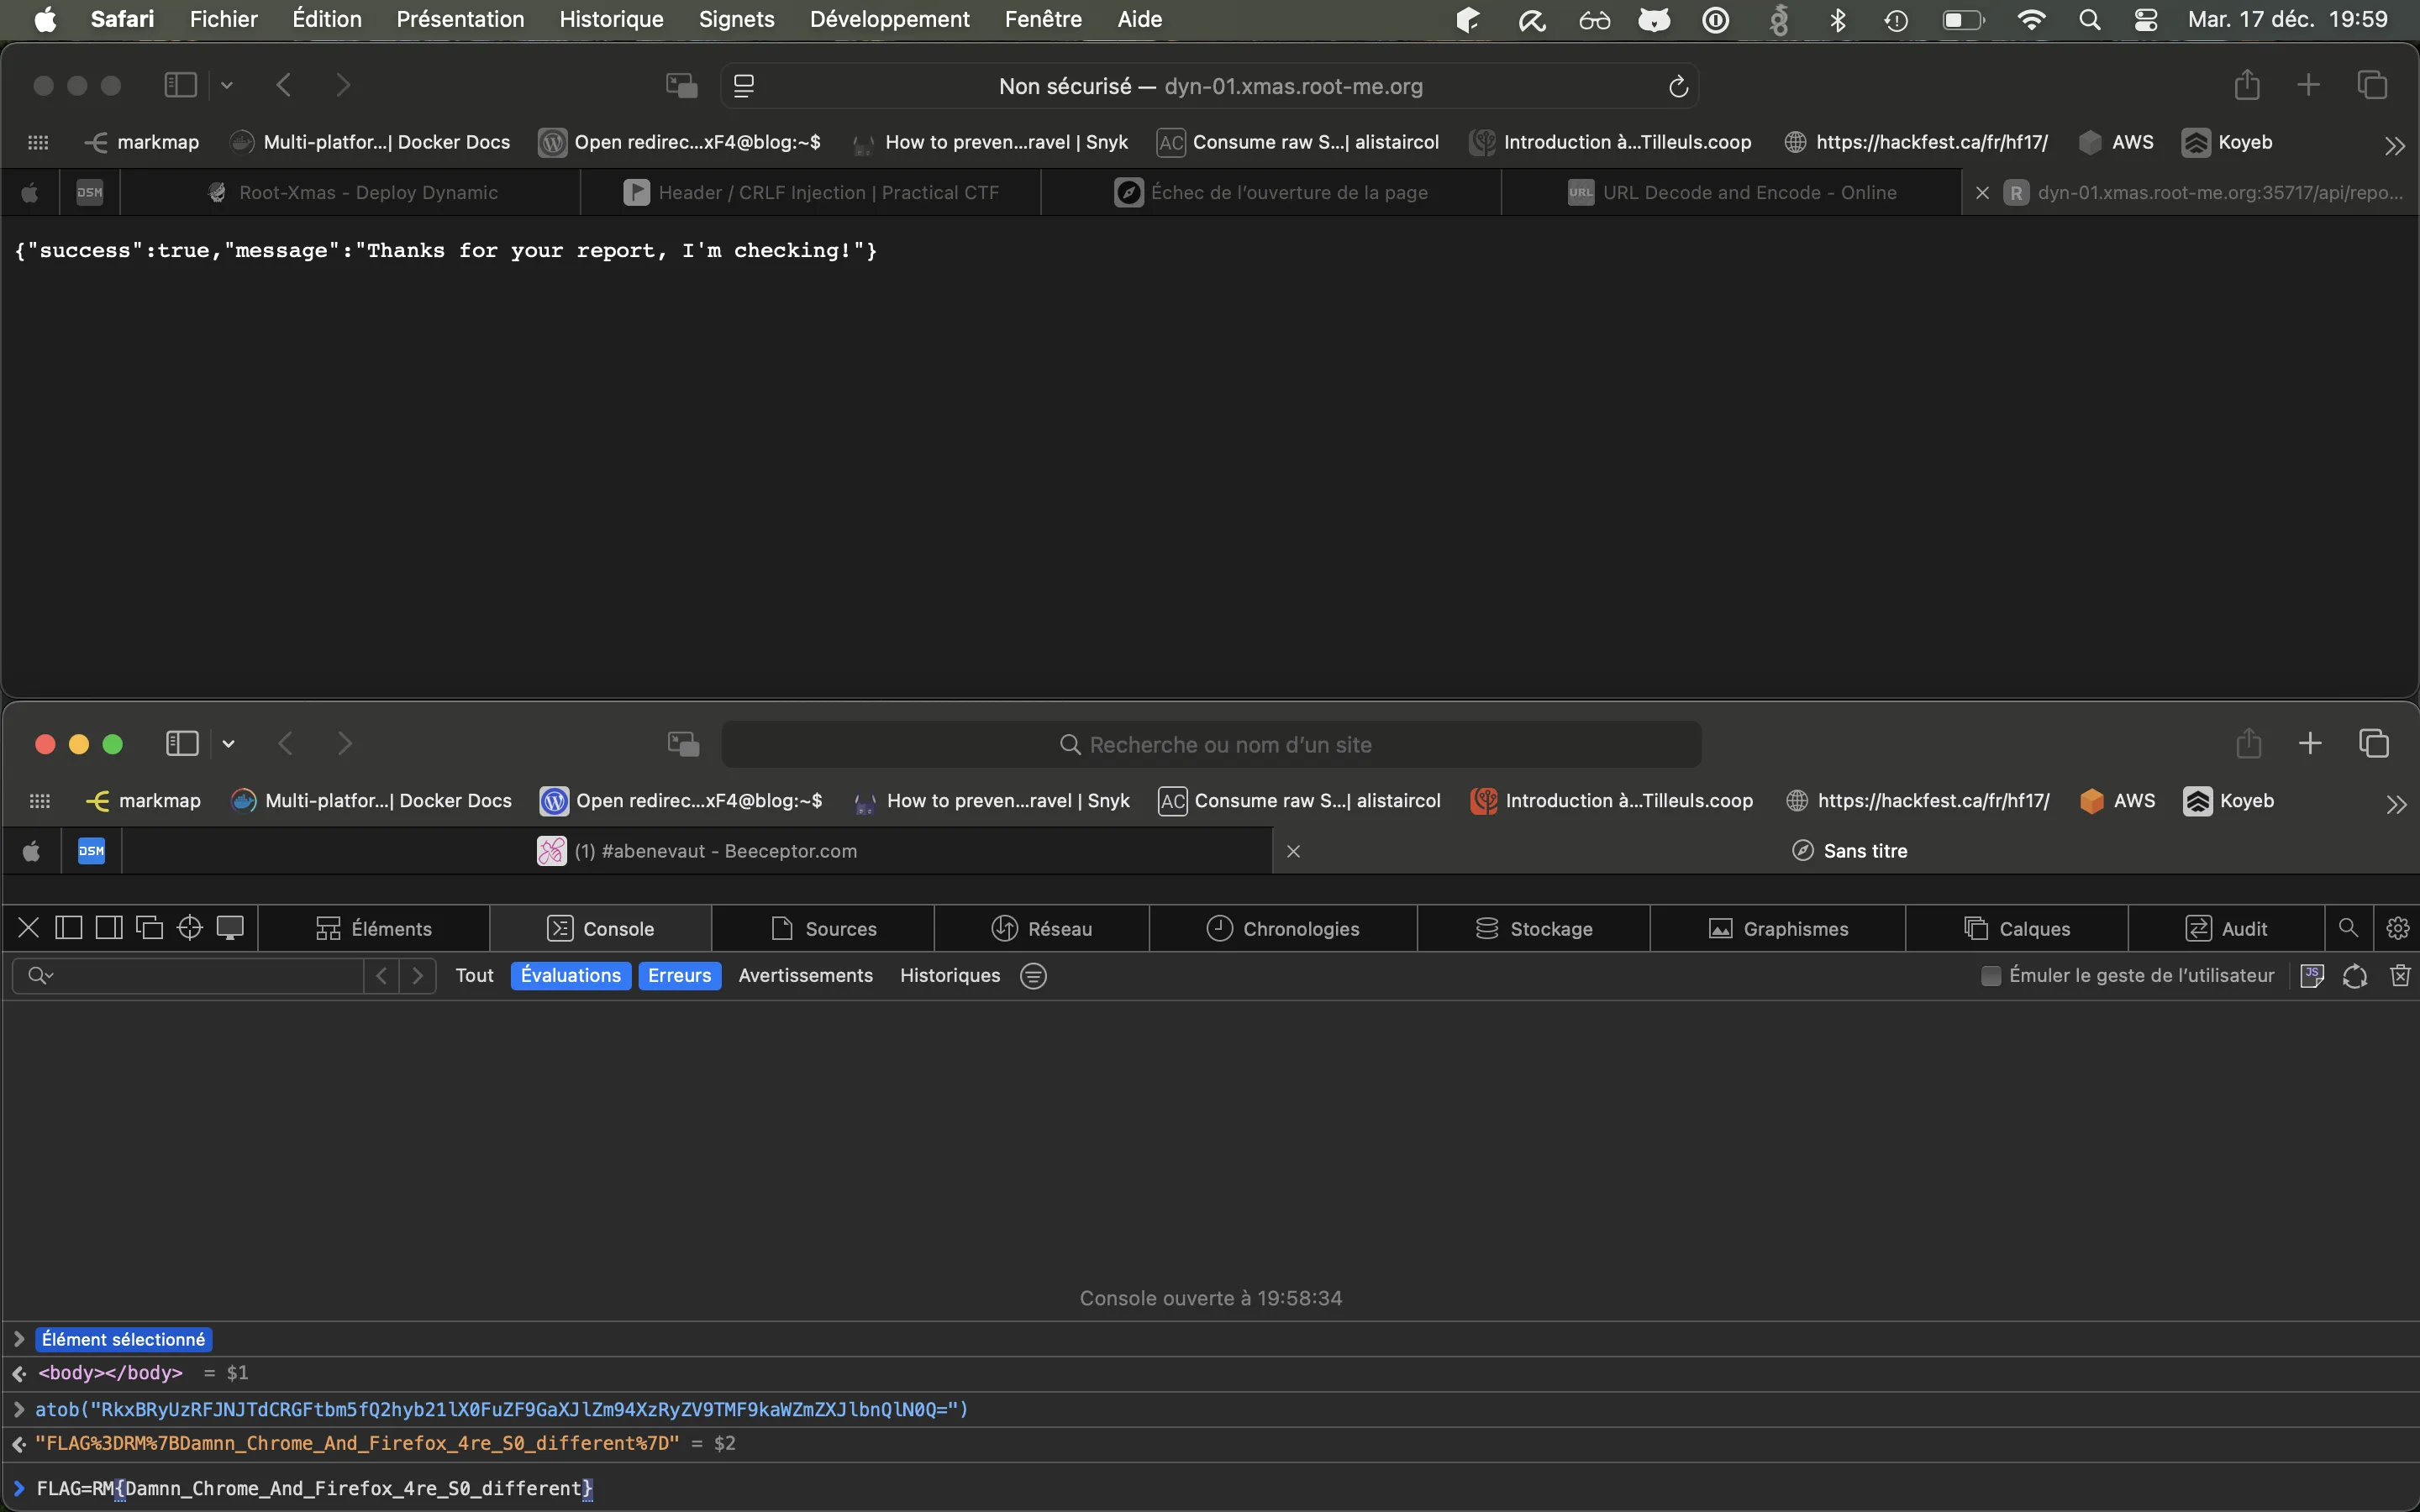 Safari Fichier Édition Présentation Historique Signets Développement Fenêtre Aide Mar. 17 déc. 19:59
Non sécurisé — dyn-01.xmas.root-me.org
markmap Multi-platfor...| Docker Docs Open redirec...xF4@blog:~$ How to preven...ravel | Snyk AC Consume raw S...| alistaircol Introduction à...Tilleuls.coop https://hackfest.ca/fr/hf17/ AWS Koyeb
DSM Root-Xmas - Deploy Dynamic Header / CRLF Injection | Practical CTF Échec de l’ouverture de la page URL URL Decode and Encode - Online R dyn-01.xmas.root-me.org:35717/api/repo...
{"success":true,"message":"Thanks for your report, I'm checking!"}
Recherche ou nom d’un site
markmap Multi-platfor...| Docker Docs Open redirec...xF4@blog:~$ How to preven...ravel | Snyk AC Consume raw S...| alistaircol Introduction à...Tilleuls.coop https://hackfest.ca/fr/hf17/ AWS Koyeb
DSM (1) #abenevaut - Beeceptor.com Sans titre
Éléments Console Sources Réseau Chronologies Stockage Graphismes Calques Audit
Tout Évaluations Erreurs Avertissements Historiques Émuler le geste de l’utilisateur JS
Console ouverte à 19:58:34
Élément sélectionné
<body></body> = $1
atob("RkxBRyUzRFJNJTdCRGFtbm5fQ2hyb21lX0FuZF9GaXJlZm94XzRyZV9TMF9kaWZmZXJlbnQlN0Q=")
"FLAG%3DRM%7BDamnn_Chrome_And_Firefox_4re_S0_different%7D" = $2
FLAG=RM{Damnn_Chrome_And_Firefox_4re_S0_different}